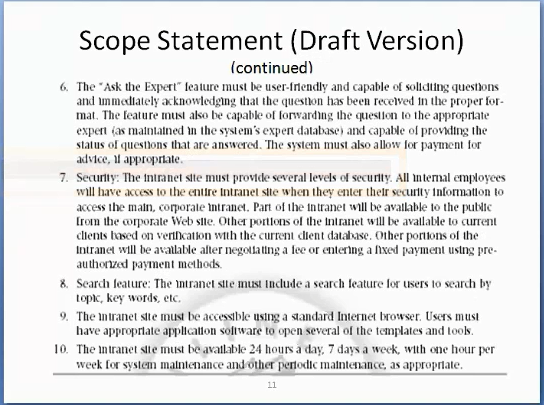 Scope Statement (Draft Version)
(continued)
6. The “Ask the Expert” feature must be user-friendly and capable of soliciting questions
and immediately acknowledging that the question has been received in the proper for-
mat. The feature must also be capable of forwarding the question to the appropriate
expert (as maintained in the system’s expert database) and capable of providing the
status of questions that are answered. The system must also allow for payment for
advice, if appropriate.
7. Security: The intranet site must provide several levels of security. All internal employees
will have access to the entire intranet site when they enter their security information to
access the main, corporate intranet. Part of the intranet will be available to the public
from the corporate Web site. Other portions of the intranet will be available to current
clients based on verification with the current client database. Other portions of the
intranet will be available after negotiating a fee or entering a fixed payment using pre-
authorized payment methods.
8. Search feature: The intranet site must include a search feature for users to search by
topic, key words, etc.
9. The intranet site must be accessible using a standard Internet browser. Users must
have appropriate application software to open several of the templates and tools.
10. The intranet site must be available 24 hours a day, 7 days a week, with one hour per
week for system maintenance and other periodic maintenance, as appropriate.
11